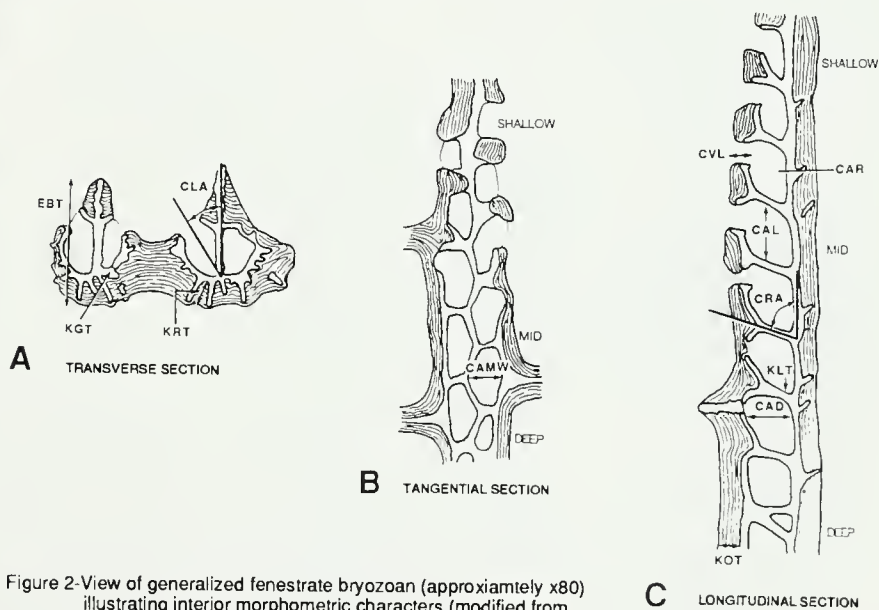 EBT
CLA
KGT
KRT
A TRANSVERSE SECTION
SHALLOW
MID
CAMW
DEEP
B TANGENTIAL SECTION
SHALLOW
CVL
CAR
CAL
MID
CRA
KLT
CAD
DEEP
KOT
C LONGITUDINAL SECTION
Figure 2-View of generalized fenestrate bryozoan (approxiamtely x80)
illustrating interior morphometric characters (modified from